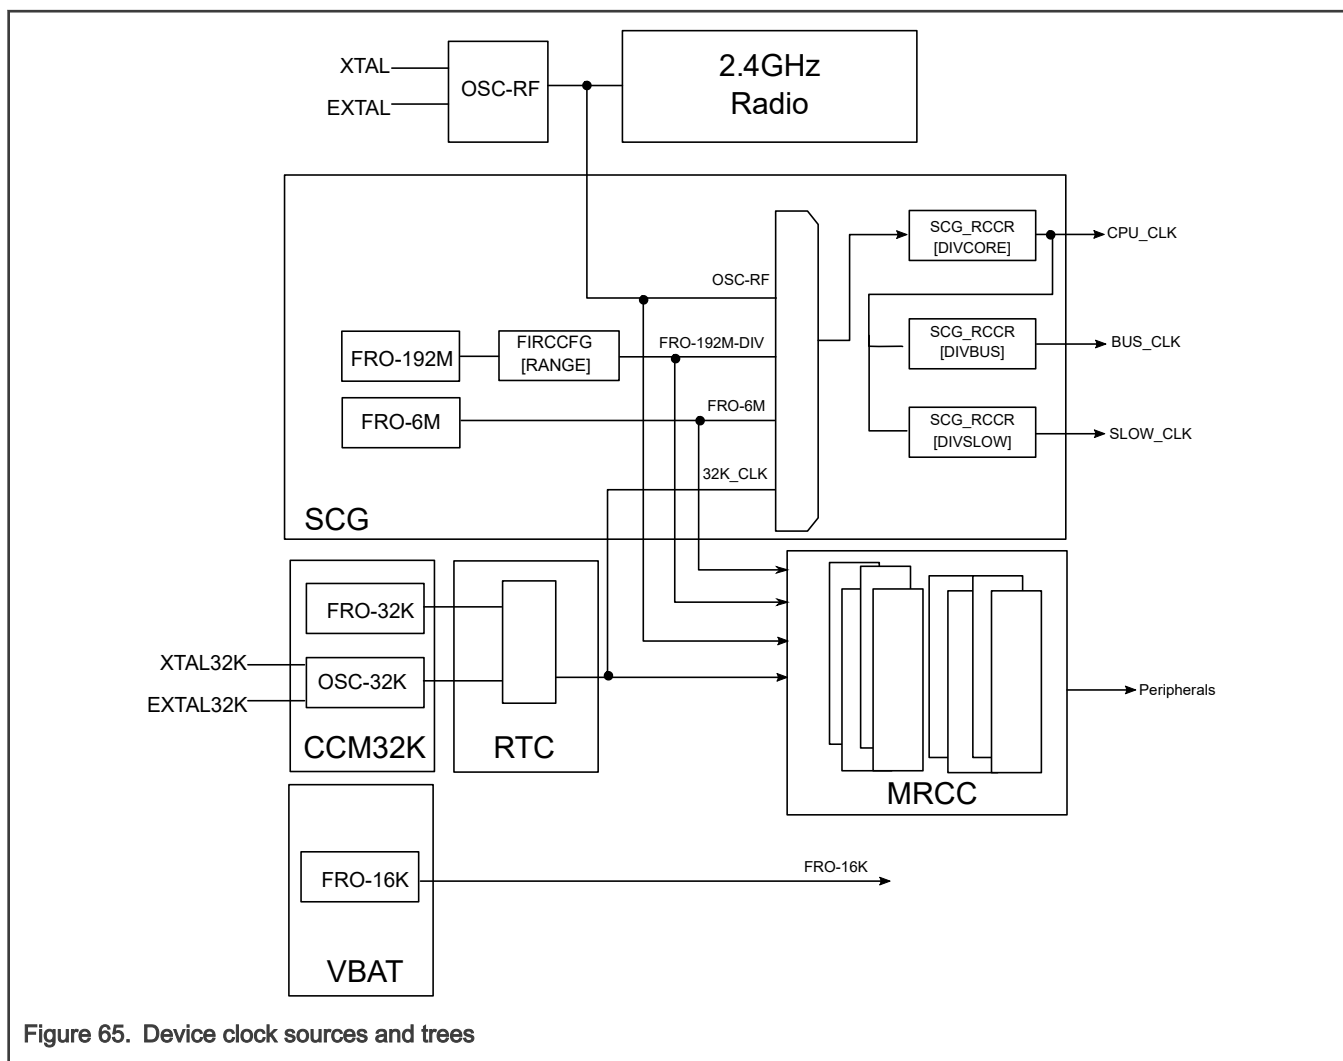 XTAL
EXTAL
OSC-RF
2.4GHz
Radio
SCG_RCCR
[DIVCORE]
CPU_CLK
OSC-RF
FRO-192M
FIRCCFG
[RANGE]
FRO-192M-DIV
SCG_RCCR
[DIVBUS]
BUS_CLK
FRO-6M
FRO-6M
SCG_RCCR
[DIVSLOW]
SLOW_CLK
32K_CLK
SCG
FRO-32K
XTAL32K
OSC-32K
EXTAL32K
CCM32K
RTC
Peripherals
MRCC
FRO-16K
FRO-16K
VBAT
Figure 65. Device clock sources and trees